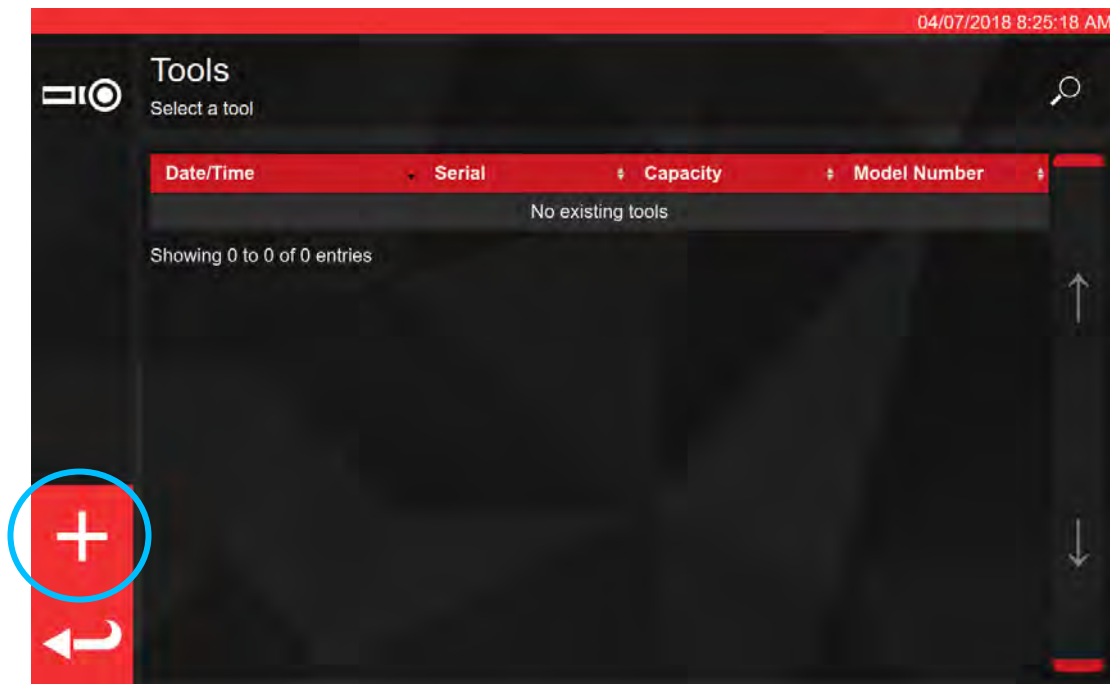 04/07/2018 8:25:18 AM
Tools
Select a tool
Date/Time Serial Capacity Model Number
No existing tools
Showing 0 to 0 of 0 entries